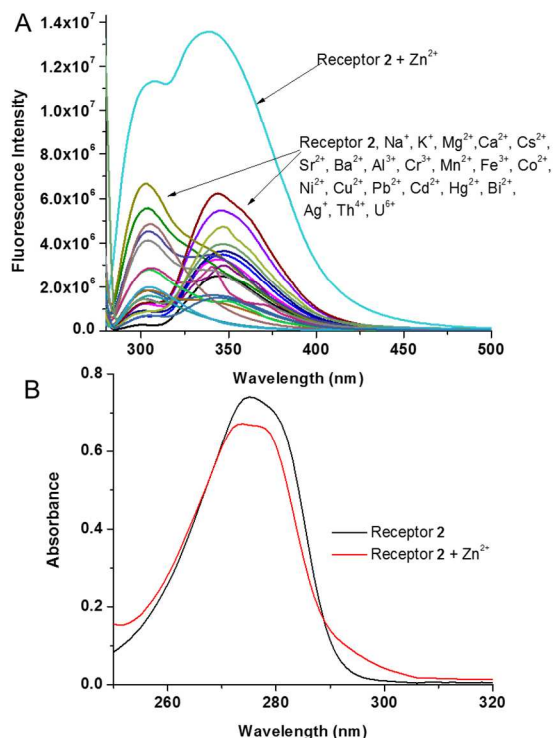 A
1.4x10⁷
1.2x10⁷
1.0x10⁷
8.0x10⁶
6.0x10⁶
4.0x10⁶
2.0x10⁶
0.0
Fluorescence Intensity
Receptor 2 + Zn²⁺
Receptor 2, Na⁺, K⁺, Mg²⁺,Ca²⁺, Cs²⁺,
Sr²⁺, Ba²⁺, Al³⁺, Cr³⁺, Mn²⁺, Fe³⁺, Co²⁺,
Ni²⁺, Cu²⁺, Pb²⁺, Cd²⁺, Hg²⁺, Bi²⁺,
Ag⁺, Th⁴⁺, U⁶⁺
300 350 400 450 500
Wavelength (nm)
B
0.8
0.6
0.4
0.2
0.0
Absorbance
Receptor 2
Receptor 2 + Zn²⁺
260 280 300 320
Wavelength (nm)